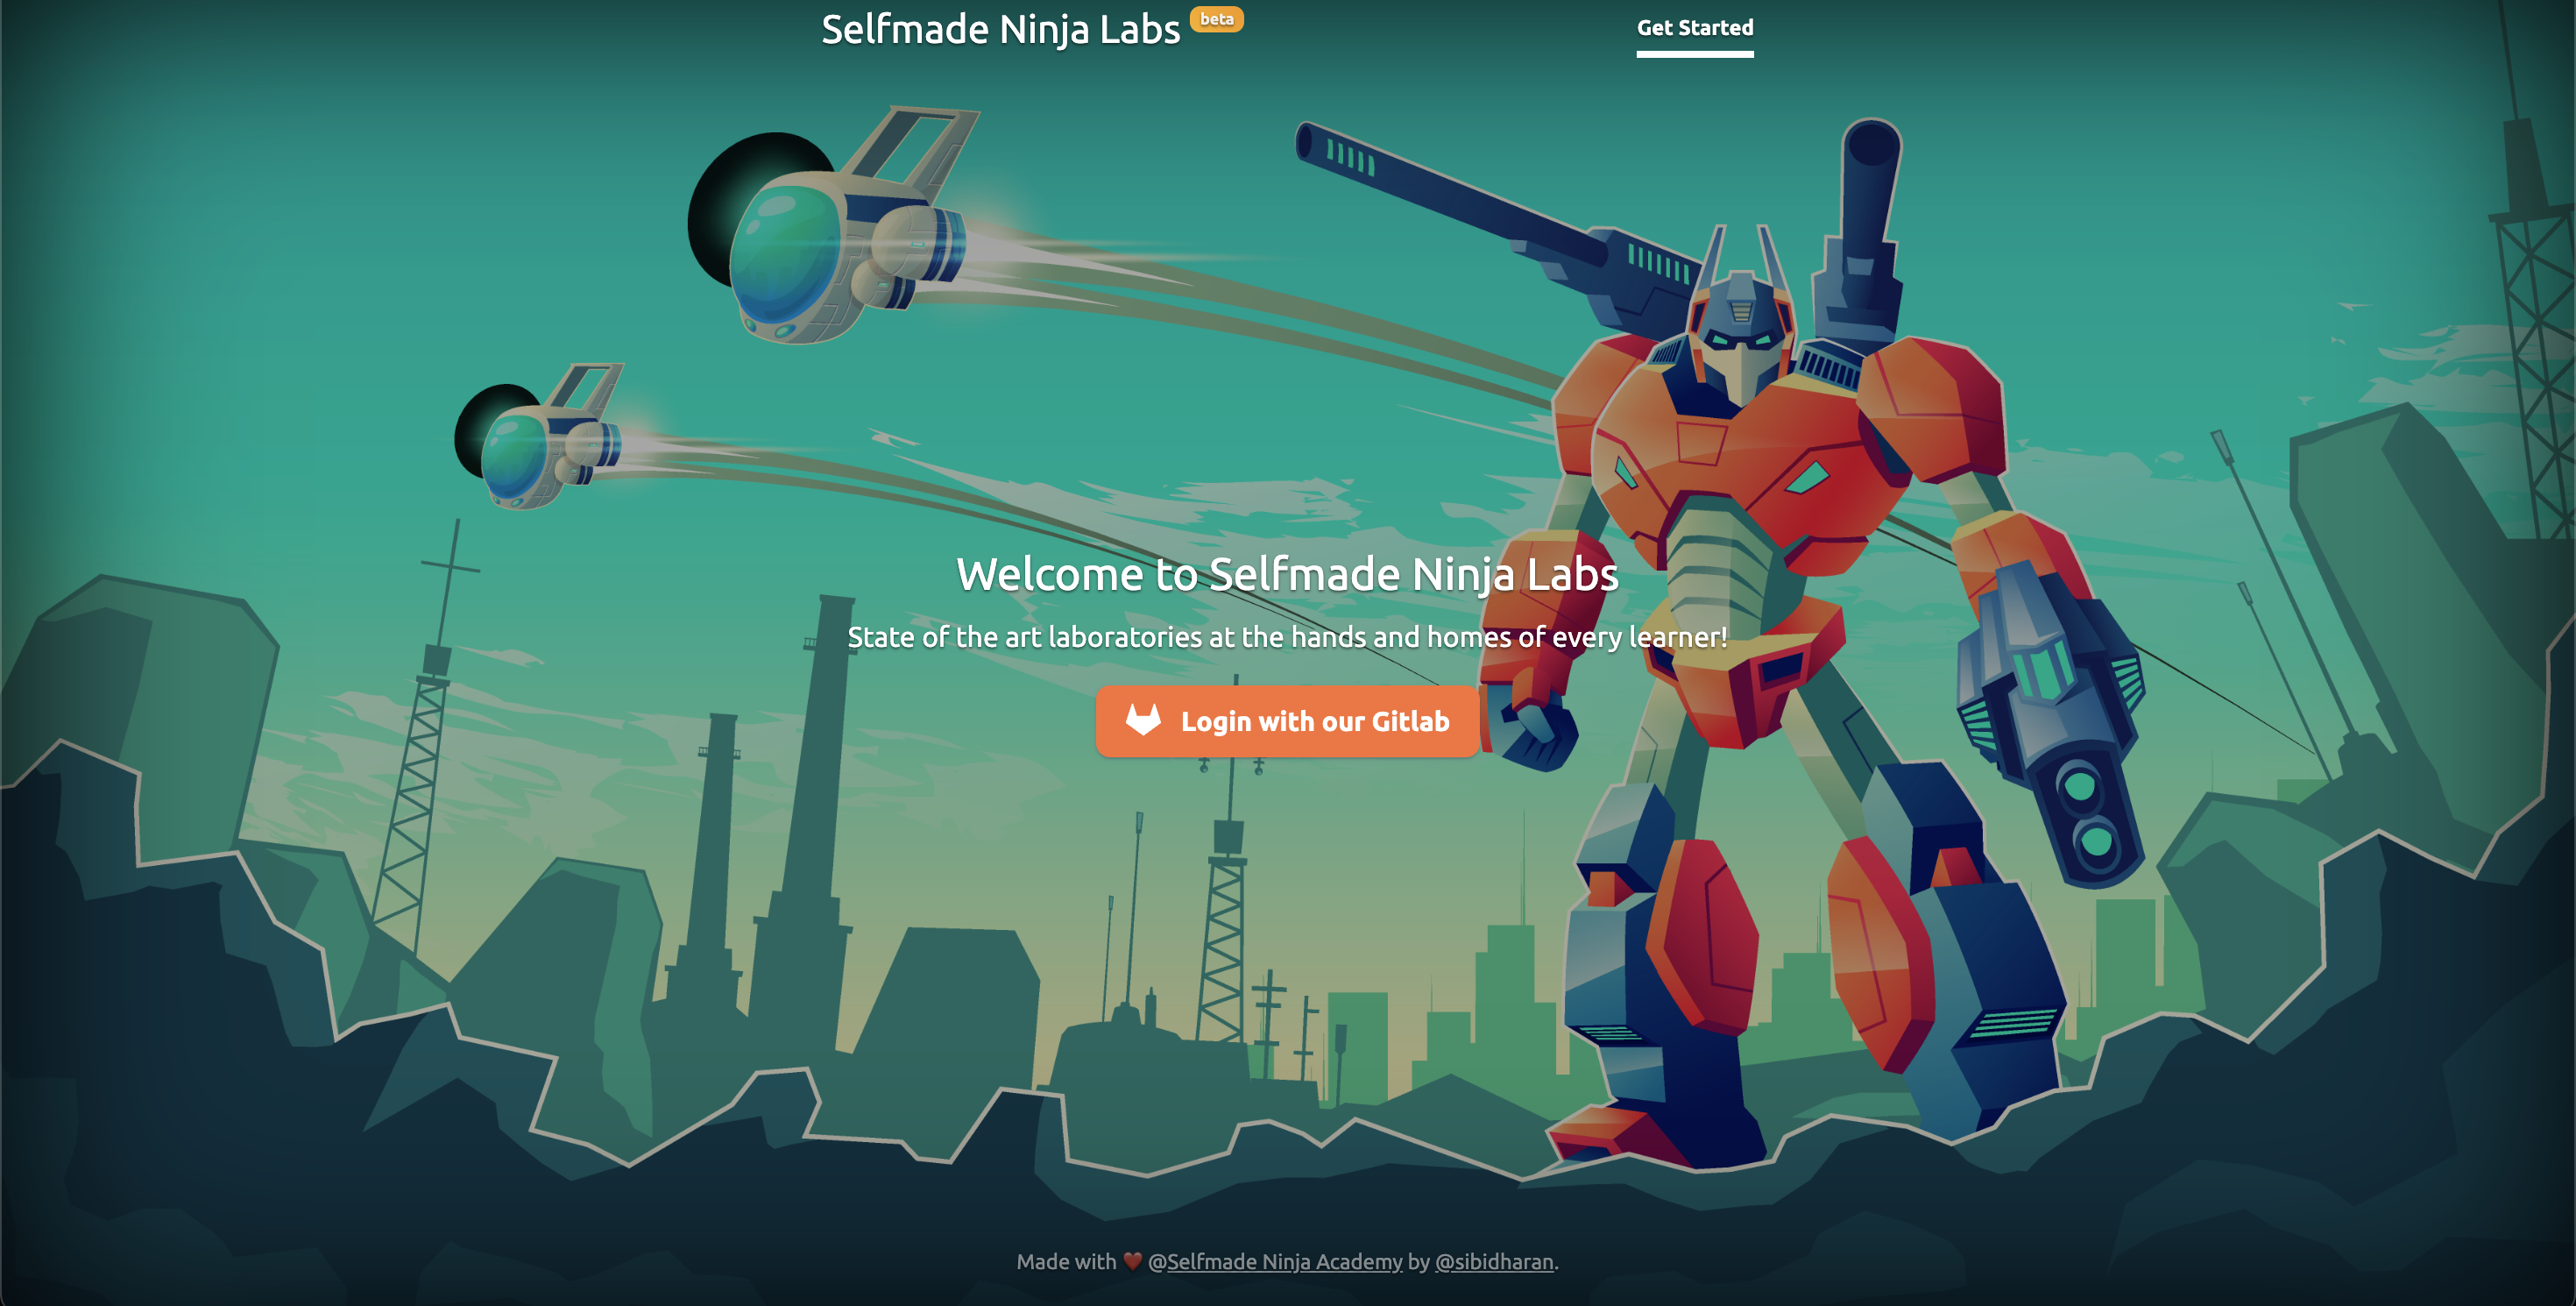 Selfmade Ninja Labs beta
Get Started
Welcome to Selfmade Ninja Labs
State of the art laboratories at the hands and homes of every learner!
Login with our Gitlab
Made with ❤️ @Selfmade Ninja Academy by @sibidharan.